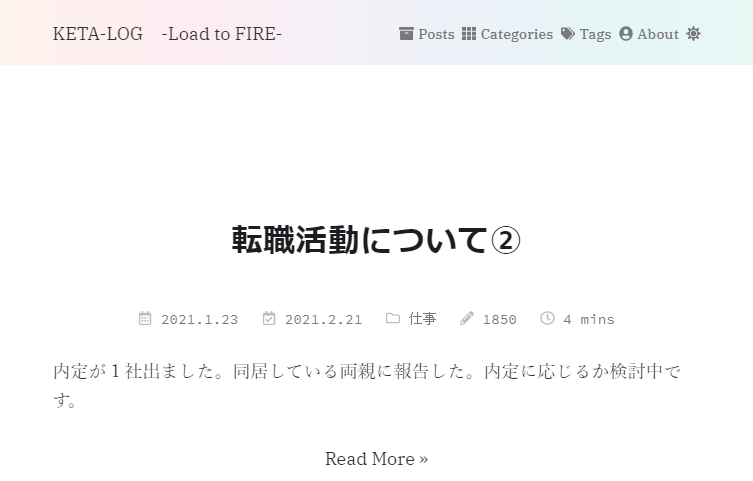 KETA-LOG　-Load to FIRE- Posts Categories Tags About
転職活動について②
2021.1.23 2021.2.21 仕事 1850 4 mins
内定が１社出ました。同居している両親に報告した。内定に応じるか検討中で
す。
Read More »